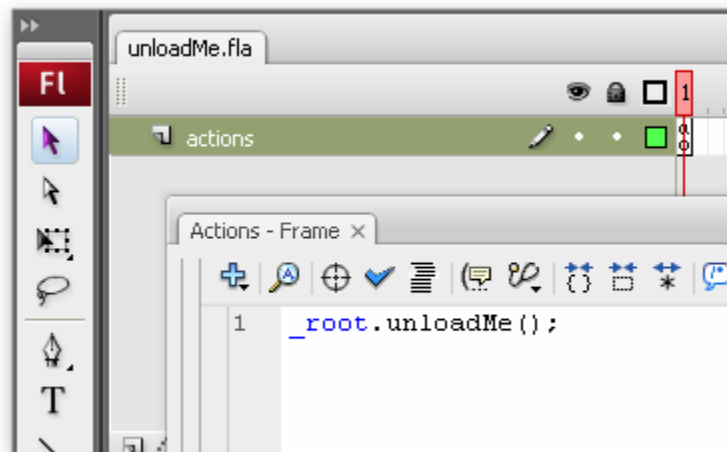 unloadMe.fla
Fl
1
actions
Actions - Frame
1 _root.unloadMe();
T